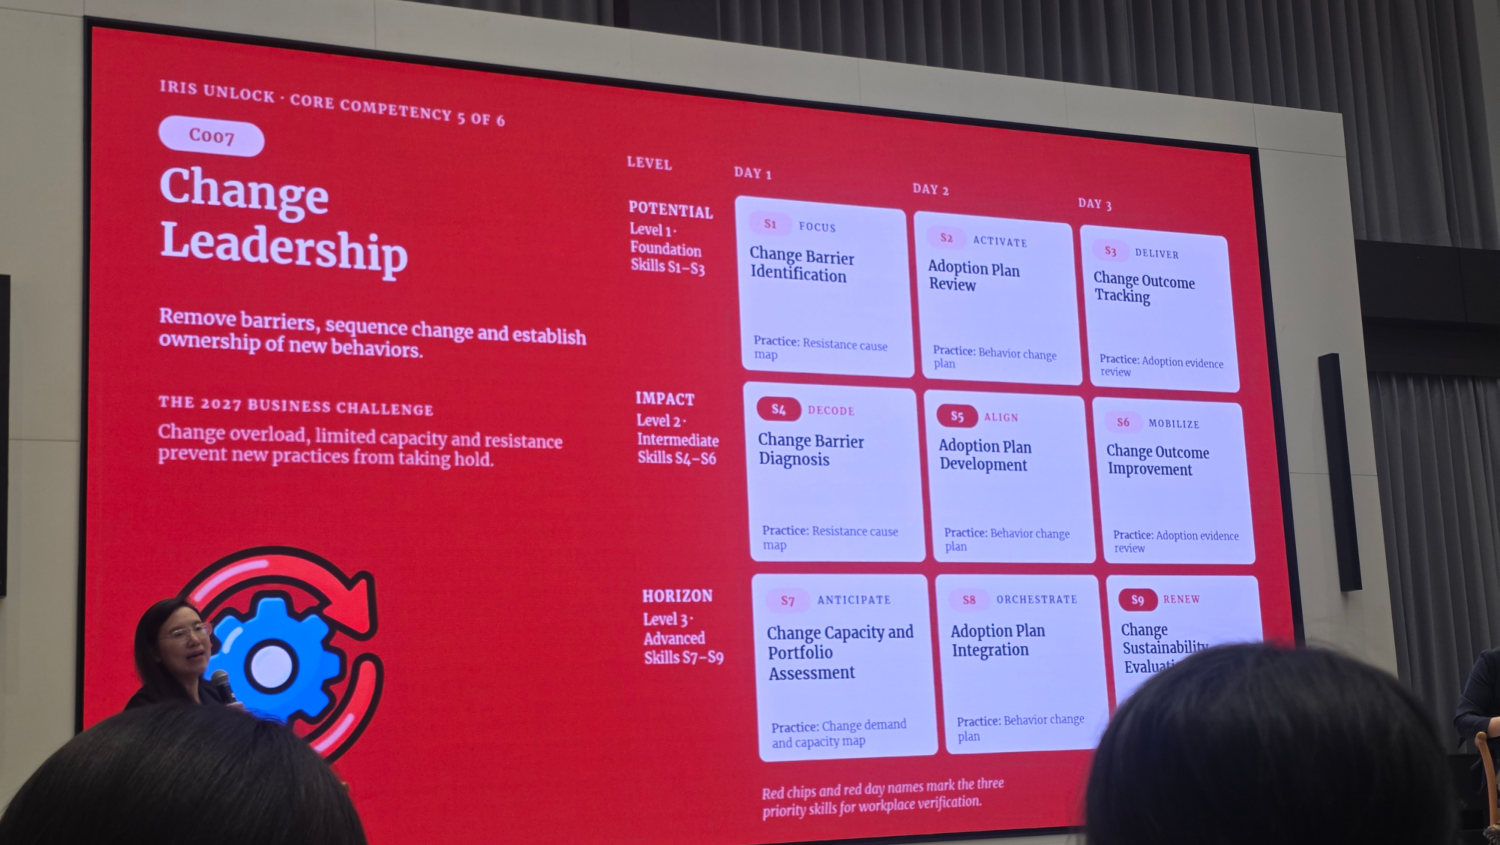 IRIS UNLOCK · CORE COMPETENCY 5 OF 6
C007
Change
Leadership
Remove barriers, sequence change and establish
ownership of new behaviors.
THE 2027 BUSINESS CHALLENGE
Change overload, limited capacity and resistance
prevent new practices from taking hold.
LEVEL
DAY 1
DAY 2
DAY 3
POTENTIAL
Level 1 ·
Foundation
Skills S1–S3
S1 FOCUS
Change Barrier
Identification
Practice: Resistance cause
map
S2 ACTIVATE
Adoption Plan
Review
Practice: Behavior change
plan
S3 DELIVER
Change Outcome
Tracking
Practice: Adoption evidence
review
IMPACT
Level 2 ·
Intermediate
Skills S4–S6
S4 DECODE
Change Barrier
Diagnosis
Practice: Resistance cause
map
S5 ALIGN
Adoption Plan
Development
Practice: Behavior change
plan
S6 MOBILIZE
Change Outcome
Improvement
Practice: Adoption evidence
review
HORIZON
Level 3 ·
Advanced
Skills S7–S9
S7 ANTICIPATE
Change Capacity and
Portfolio
Assessment
Practice: Change demand
and capacity map
S8 ORCHESTRATE
Adoption Plan
Integration
Practice: Behavior change
plan
S9 RENEW
Change
Sustainability
Red chips and red day names mark the three
priority skills for workplace verification.